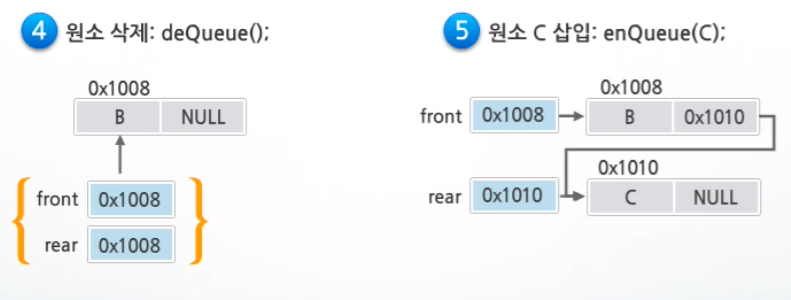 4 원소 삭제: deQueue();
0x1008
B NULL
front 0x1008
rear 0x1008
5 원소 C 삽입: enQueue(C);
0x1008
front 0x1008 B 0x1010
0x1010
rear 0x1010 C NULL